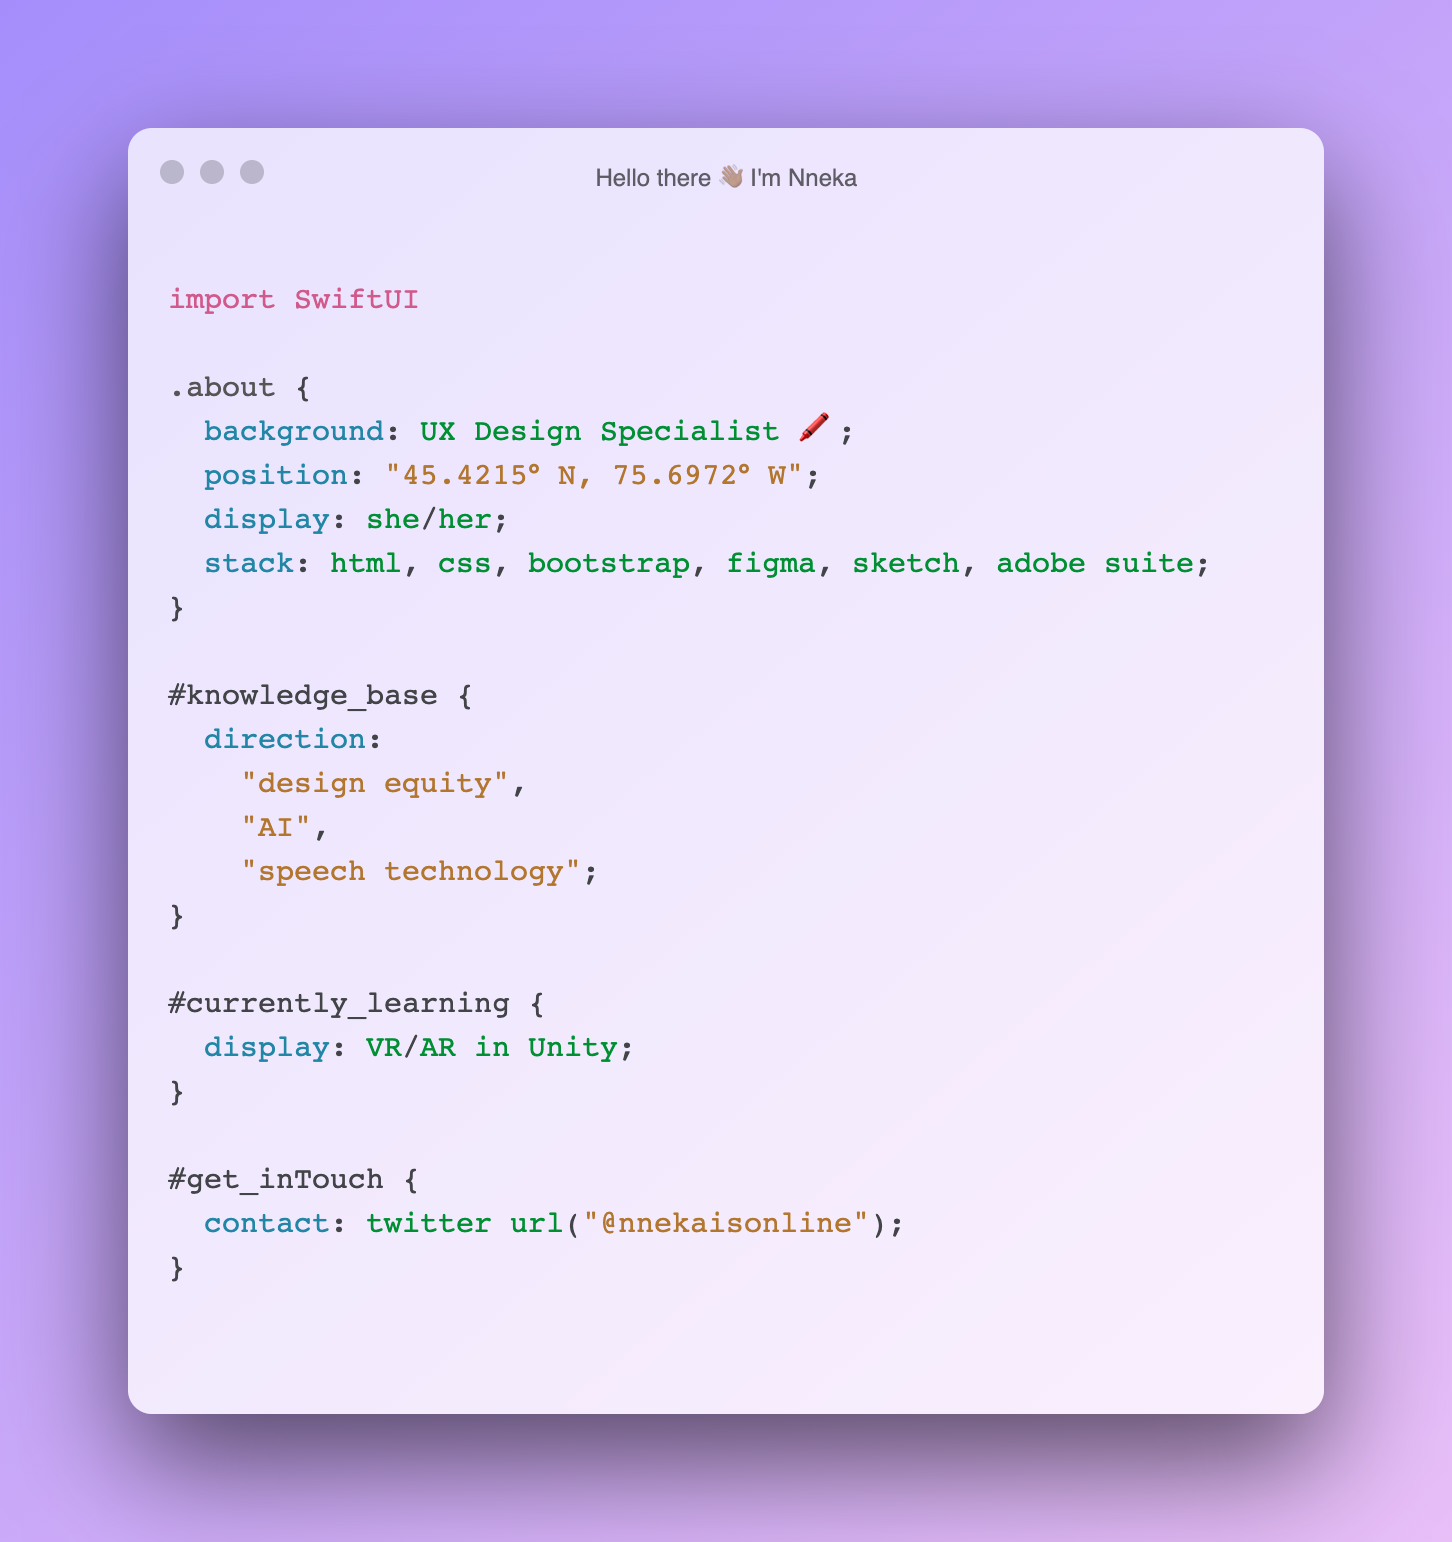 Hello there 👋🏽 I'm Nneka
import SwiftUI
.about {
background: UX Design Specialist 🖍️ ;
position: "45.4215° N, 75.6972° W";
display: she/her;
stack: html, css, bootstrap, figma, sketch, adobe suite;
}
#knowledge_base {
direction:
"design equity",
"AI",
"speech technology";
}
#currently_learning {
display: VR/AR in Unity;
}
#get_inTouch {
contact: twitter url("@nnekaisonline");
}